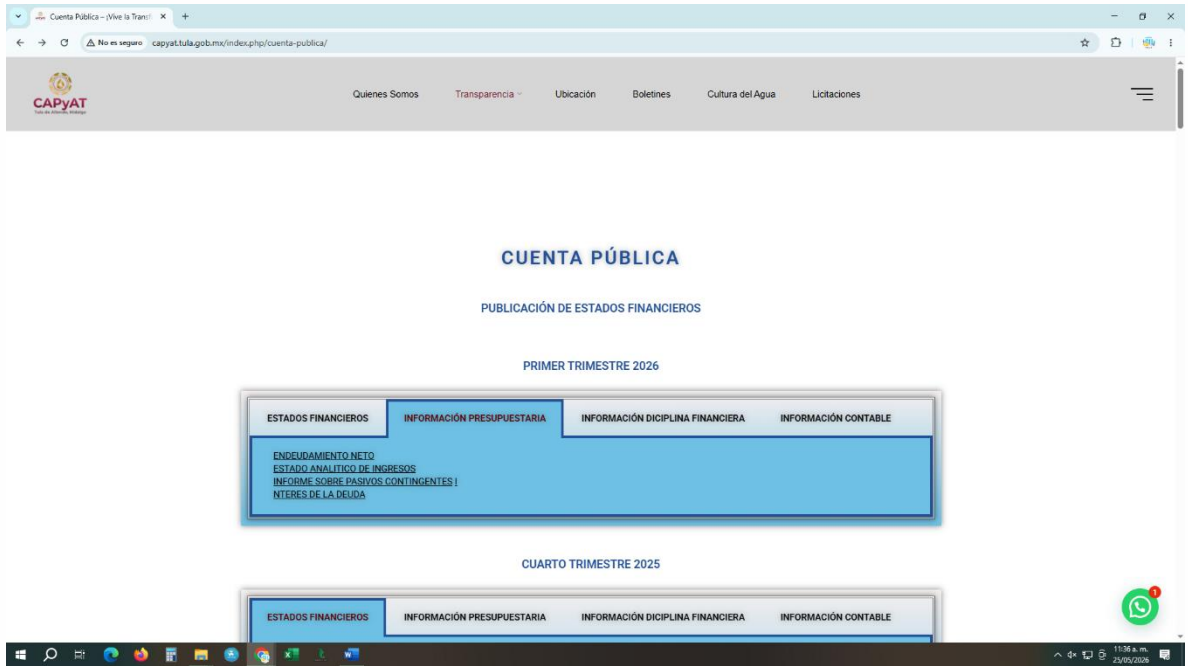 Cuenta Pública – ¡Vive la Transf
No es seguro capyat.tula.gob.mx/index.php/cuenta-publica/
CAPyAT
Quienes Somos Transparencia Ubicación Boletines Cultura del Agua Licitaciones
CUENTA PÚBLICA
PUBLICACIÓN DE ESTADOS FINANCIEROS
PRIMER TRIMESTRE 2026
ESTADOS FINANCIEROS INFORMACIÓN PRESUPUESTARIA INFORMACIÓN DICIPLINA FINANCIERA INFORMACIÓN CONTABLE
ENDEUDAMIENTO NETO
ESTADO ANALITICO DE INGRESOS
INFORME SOBRE PASIVOS CONTINGENTES I
NTERES DE LA DEUDA
CUARTO TRIMESTRE 2025
ESTADOS FINANCIEROS INFORMACIÓN PRESUPUESTARIA INFORMACIÓN DICIPLINA FINANCIERA INFORMACIÓN CONTABLE
1
11:36 a. m.
25/05/2026